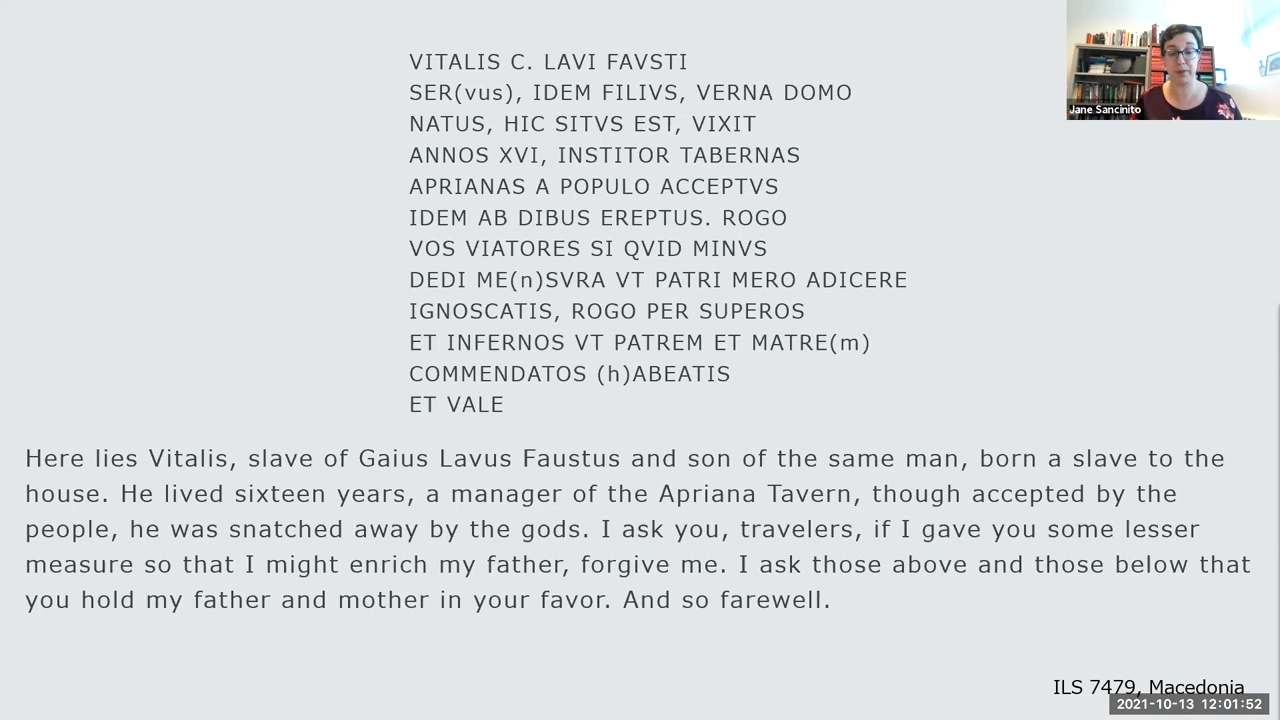 VITALIS C. LAVI FAVSTI
SER(vus), IDEM FILIVS, VERNA DOMO
NATUS, HIC SITVS EST, VIXIT
ANNOS XVI, INSTITOR TABERNAS
APRIANAS A POPULO ACCEPTVS
IDEM AB DIBUS EREPTUS. ROGO
VOS VIATORES SI QVID MINVS
DEDI ME(n)SVRA VT PATRI MERO ADICERE
IGNOSCATIS, ROGO PER SUPEROS
ET INFERNOS VT PATREM ET MATRE(m)
COMMENDATOS (h)ABEATIS
ET VALE
Here lies Vitalis, slave of Gaius Lavus Faustus and son of the same man, born a slave to the
house. He lived sixteen years, a manager of the Apriana Tavern, though accepted by the
people, he was snatched away by the gods. I ask you, travelers, if I gave you some lesser
measure so that I might enrich my father, forgive me. I ask those above and those below that
you hold my father and mother in your favor. And so farewell.
ILS 7479, Macedonia
2021-10-13 12:01:52
Jane Sancinito